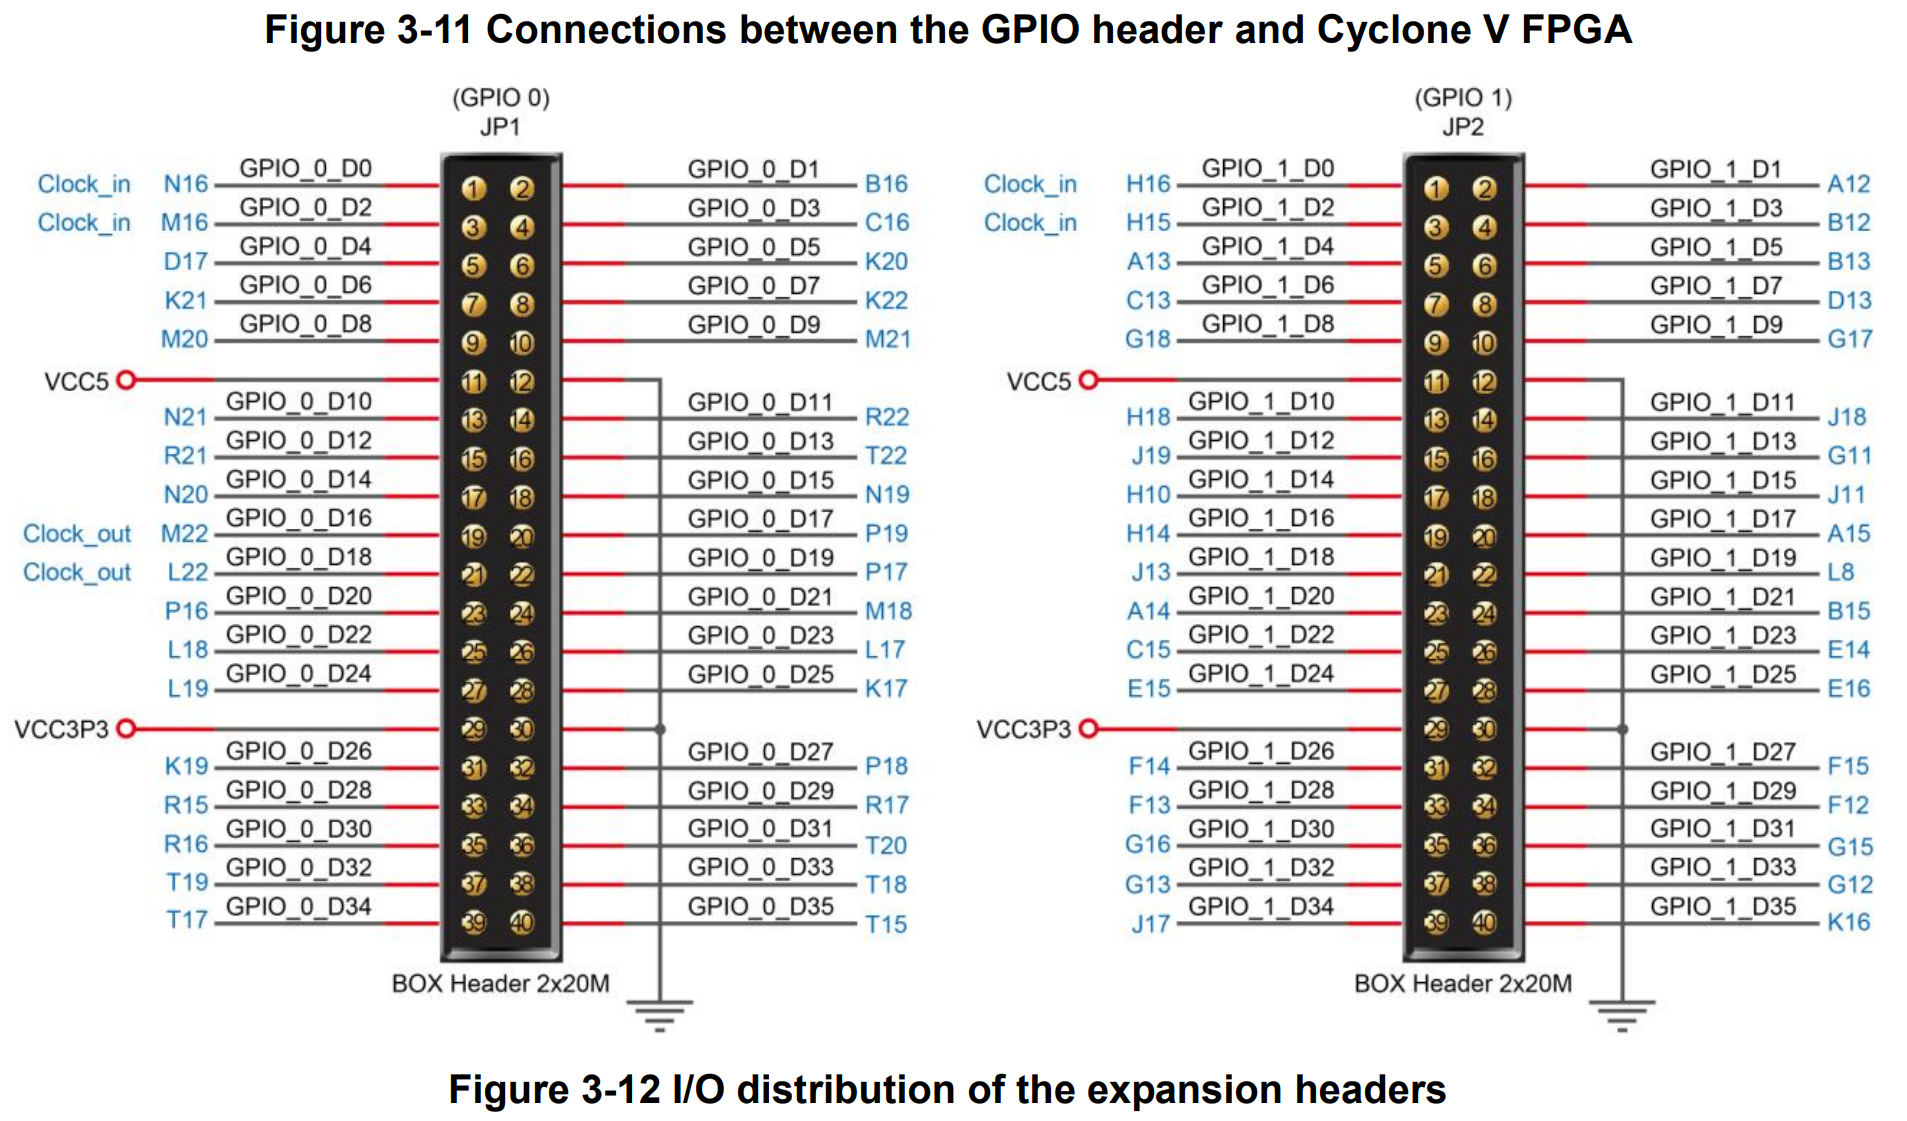 Figure 3-11 Connections between the GPIO header and Cyclone V FPGA
(GPIO 0)
JP1
Clock_in N16 GPIO_0_D0 1 2 GPIO_0_D1 B16
Clock_in M16 GPIO_0_D2 3 4 GPIO_0_D3 C16
D17 GPIO_0_D4 5 6 GPIO_0_D5 K20
K21 GPIO_0_D6 7 8 GPIO_0_D7 K22
M20 GPIO_0_D8 9 10 GPIO_0_D9 M21
VCC5 11 12
N21 GPIO_0_D10 13 14 GPIO_0_D11 R22
R21 GPIO_0_D12 15 16 GPIO_0_D13 T22
N20 GPIO_0_D14 17 18 GPIO_0_D15 N19
Clock_out M22 GPIO_0_D16 19 20 GPIO_0_D17 P19
Clock_out L22 GPIO_0_D18 21 22 GPIO_0_D19 P17
P16 GPIO_0_D20 23 24 GPIO_0_D21 M18
L18 GPIO_0_D22 25 26 GPIO_0_D23 L17
L19 GPIO_0_D24 27 28 GPIO_0_D25 K17
VCC3P3 29 30
K19 GPIO_0_D26 31 32 GPIO_0_D27 P18
R15 GPIO_0_D28 33 34 GPIO_0_D29 R17
R16 GPIO_0_D30 35 36 GPIO_0_D31 T20
T19 GPIO_0_D32 37 38 GPIO_0_D33 T18
T17 GPIO_0_D34 39 40 GPIO_0_D35 T15
BOX Header 2x20M
(GPIO 1)
JP2
Clock_in H16 GPIO_1_D0 1 2 GPIO_1_D1 A12
Clock_in H15 GPIO_1_D2 3 4 GPIO_1_D3 B12
A13 GPIO_1_D4 5 6 GPIO_1_D5 B13
C13 GPIO_1_D6 7 8 GPIO_1_D7 D13
G18 GPIO_1_D8 9 10 GPIO_1_D9 G17
VCC5 11 12
H18 GPIO_1_D10 13 14 GPIO_1_D11 J18
J19 GPIO_1_D12 15 16 GPIO_1_D13 G11
H10 GPIO_1_D14 17 18 GPIO_1_D15 J11
H14 GPIO_1_D16 19 20 GPIO_1_D17 A15
J13 GPIO_1_D18 21 22 GPIO_1_D19 L8
A14 GPIO_1_D20 23 24 GPIO_1_D21 B15
C15 GPIO_1_D22 25 26 GPIO_1_D23 E14
E15 GPIO_1_D24 27 28 GPIO_1_D25 E16
VCC3P3 29 30
F14 GPIO_1_D26 31 32 GPIO_1_D27 F15
F13 GPIO_1_D28 33 34 GPIO_1_D29 F12
G16 GPIO_1_D30 35 36 GPIO_1_D31 G15
G13 GPIO_1_D32 37 38 GPIO_1_D33 G12
J17 GPIO_1_D34 39 40 GPIO_1_D35 K16
BOX Header 2x20M
Figure 3-12 I/O distribution of the expansion headers